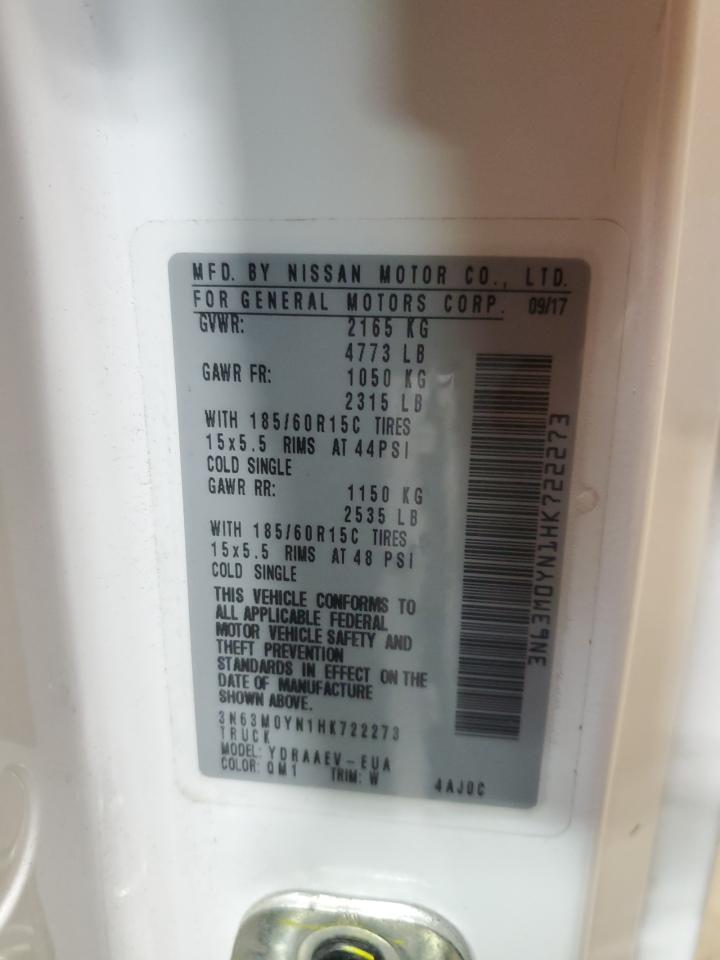 MFD. BY NISSAN MOTOR CO., LTD.
FOR GENERAL MOTORS CORP. 09/17
GVWR: 2165 KG
4773 LB
GAWR FR: 1050 KG
2315 LB
WITH 185/60R15C TIRES
15x5.5 RIMS AT 44PSI
COLD SINGLE
GAWR RR: 1150 KG
2535 LB
WITH 185/60R15C TIRES
15x5.5 RIMS AT 48 PSI
COLD SINGLE
THIS VEHICLE CONFORMS TO
ALL APPLICABLE FEDERAL
MOTOR VEHICLE SAFETY AND
THEFT PREVENTION
STANDARDS IN EFFECT ON THE
DATE OF MANUFACTURE
SHOWN ABOVE.
3N63M0YN1HK722273
TRUCK
MODEL: YDRAAEV-EUA
COLOR: QM1 TRIM: W 4AJ0C
3N63M0YN1HK722273